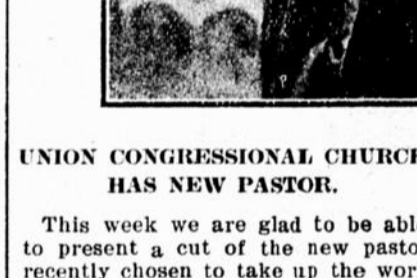 UNION CONGRESSIONAL CHURCH
HAS NEW PASTOR.
This week we are glad to be abl
to present a cut of the new pasto
recently chosen to take up the wor